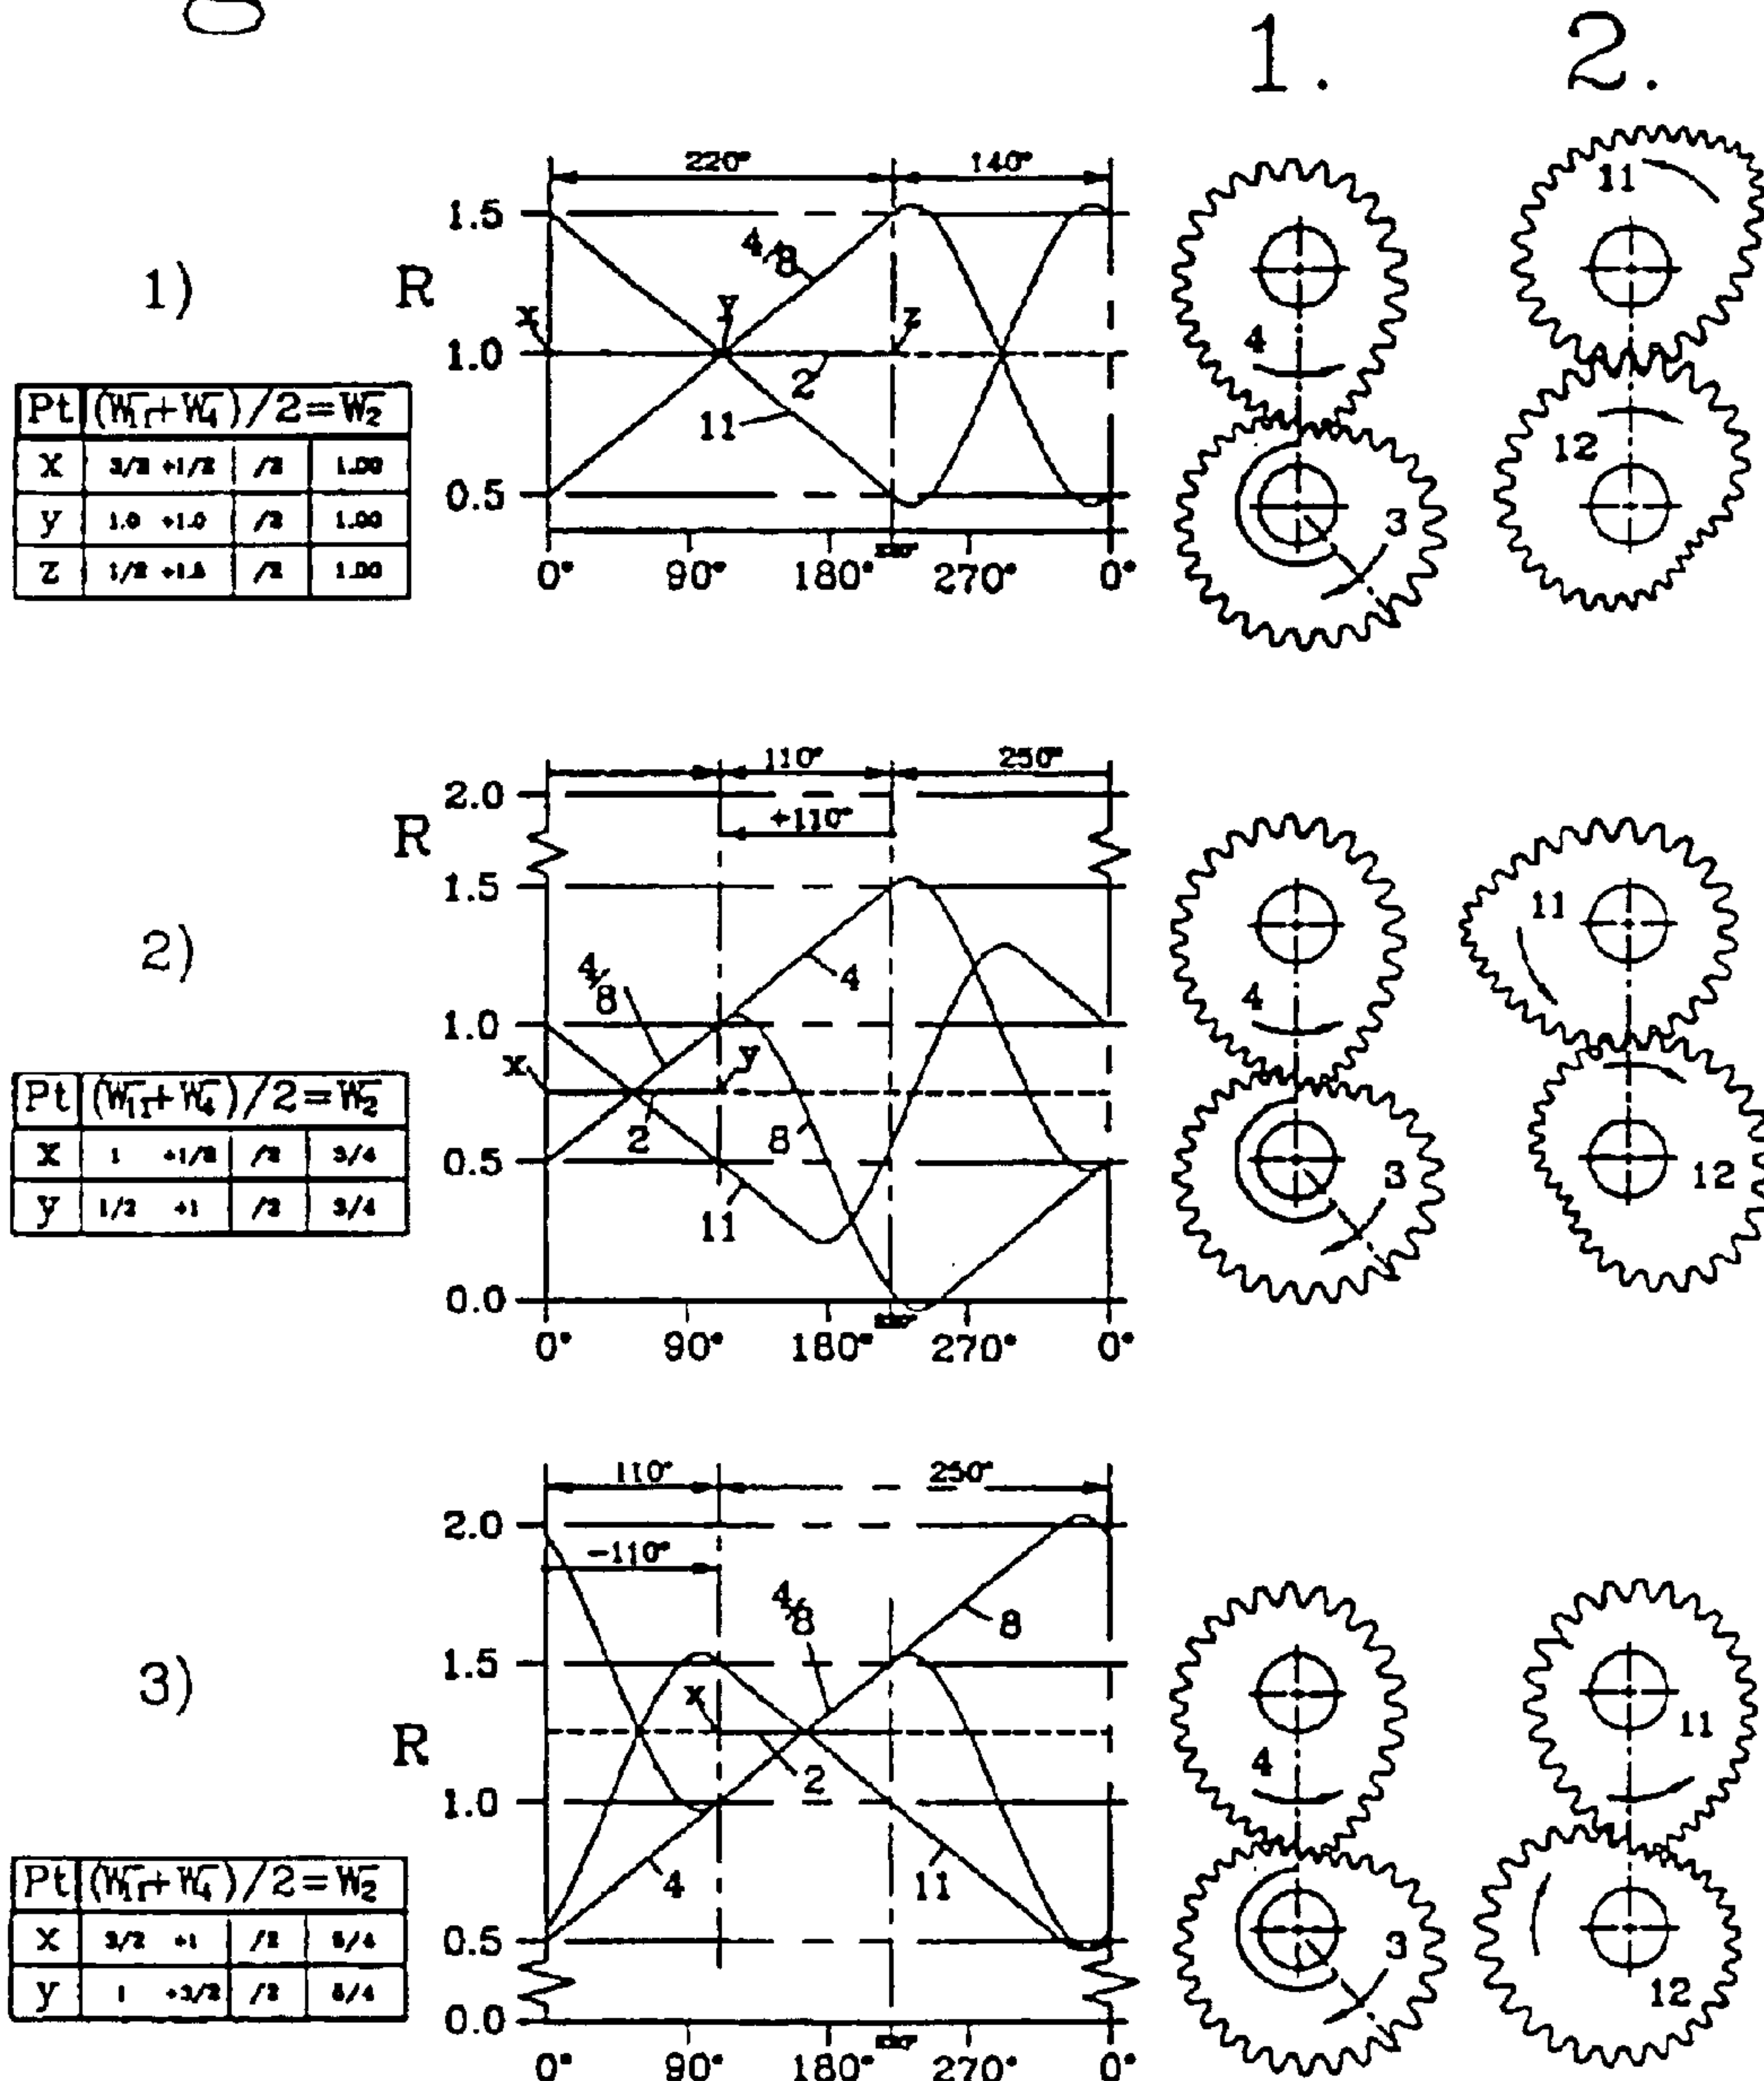 1. 2.
1)
R
220° 140°
1.5
1.0
0.5
4/8
x y z
2
11
0° 90° 180° 270° 0°
Pt (W11+W4)/2=W2
x 3/2 +1/2 /2 1.00
y 1.0 +1.0 /2 1.00
z 1/2 +1.5 /2 1.00
4
3
11
12
2)
R
110° 250°
+110°
2.0
1.5
1.0
0.5
0.0
4/8
4
x y
2
8
11
0° 90° 180° 270° 0°
Pt (W11+W4)/2=W2
x 1 +1/2 /2 3/4
y 1/2 +1 /2 3/4
4
3
11
12
3)
R
110° 250°
-110°
2.0
1.5
1.0
0.5
0.0
4/8
8
x
2
4
11
0° 90° 180° 270° 0°
Pt (W11+W4)/2=W2
x 3/2 +1 /2 5/4
y 1 +3/2 /2 5/4
4
3
11
12